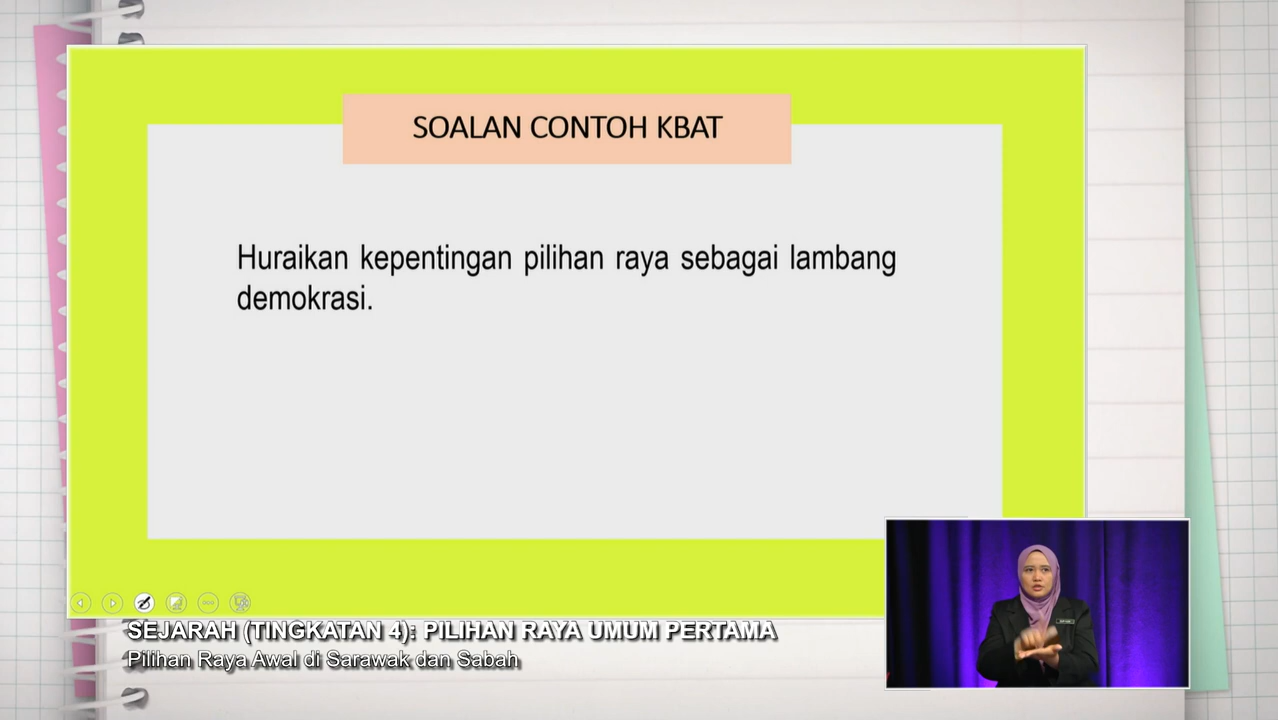 SOALAN CONTOH KBAT
Huraikan kepentingan pilihan raya sebagai lambang
demokrasi.
SEJARAH (TINGKATAN 4): PILIHAN RAYA UMUM PERTAMA
Pilihan Raya Awal di Sarawak dan Sabah